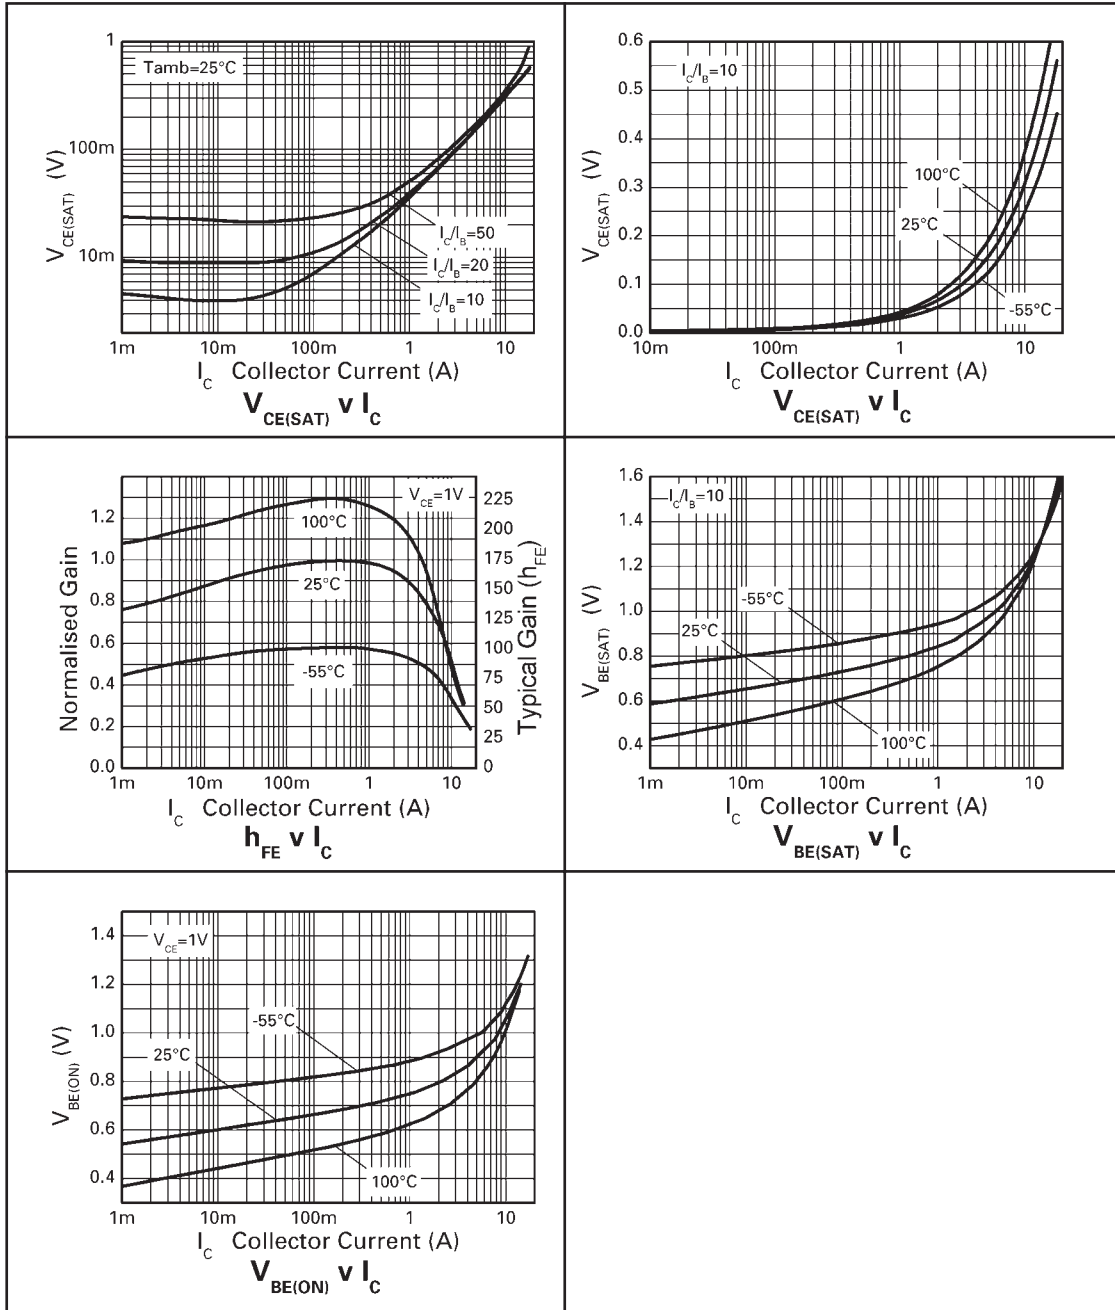 1
100m
10m
V_CE(SAT) (V)
Tamb=25°C
I_C/I_B=50
I_C/I_B=20
I_C/I_B=10
1m 10m 100m 1 10
I_C Collector Current (A)
V_CE(SAT) v I_C
0.6
0.5
0.4
0.3
0.2
0.1
0.0
V_CE(SAT) (V)
I_C/I_B=10
100°C
25°C
-55°C
10m 100m 1 10
I_C Collector Current (A)
V_CE(SAT) v I_C
1.2
1.0
0.8
0.6
0.4
0.2
0.0
Normalised Gain
V_CE=1V
100°C
25°C
-55°C
225
200
175
150
125
100
75
50
25
0
Typical Gain (h_FE)
1m 10m 100m 1 10
I_C Collector Current (A)
h_FE v I_C
1.6
1.4
1.2
1.0
0.8
0.6
0.4
V_BE(SAT) (V)
I_C/I_B=10
-55°C
25°C
100°C
1m 10m 100m 1 10
I_C Collector Current (A)
V_BE(SAT) v I_C
1.4
1.2
1.0
0.8
0.6
0.4
V_BE(ON) (V)
V_CE=1V
-55°C
25°C
100°C
1m 10m 100m 1 10
I_C Collector Current (A)
V_BE(ON) v I_C